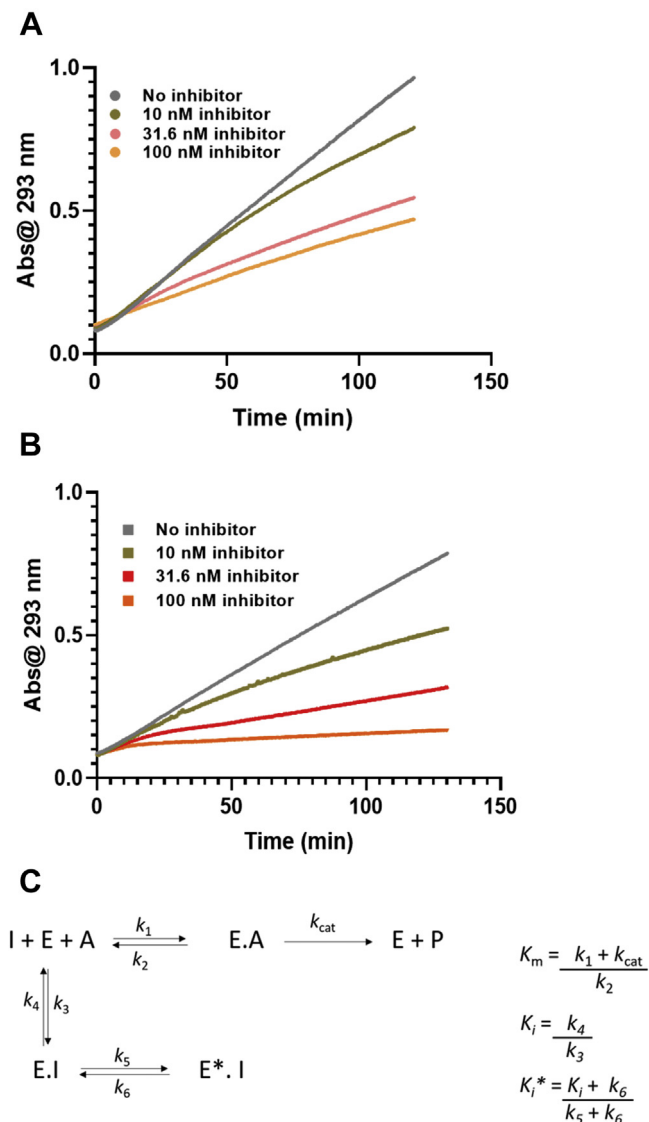 A
1.0
No inhibitor
10 nM inhibitor
31.6 nM inhibitor
100 nM inhibitor
Abs@ 293 nm
0.5
0.0
0 50 100 150
Time (min)
B
1.0
No inhibitor
10 nM inhibitor
31.6 nM inhibitor
100 nM inhibitor
Abs@ 293 nm
0.5
0.0
0 50 100 150
Time (min)
C
I + E + A k1 k2 E.A kcat E + P
k4 k3
E.I k5 k6 E*. I
Km = k1 + kcat
k2
Ki = k4
k3
Ki* = Ki + k6
k5 + k6